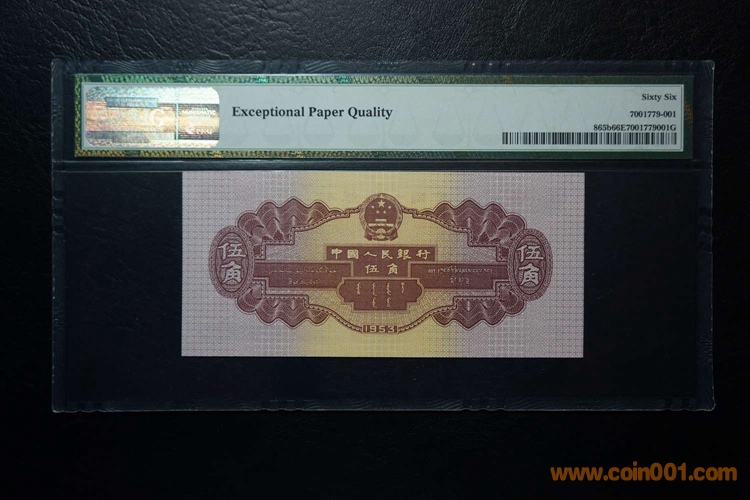 Sixty Six
Exceptional Paper Quality
7001779-001
865b66E7001779001G
中國人民銀行
伍角
伍角
伍角
1953
www.coin001.com